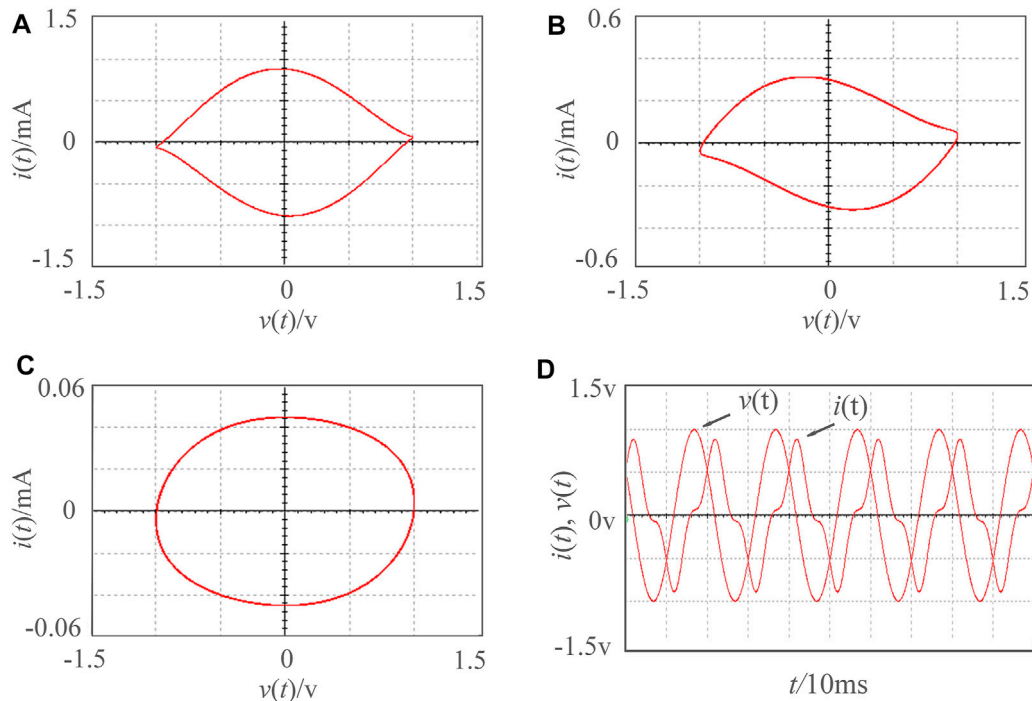 A
1.5
i(t)/mA
0
-1.5
-1.5
0
1.5
v(t)/v
B
0.6
i(t)/mA
0
-0.6
-1.5
0
1.5
v(t)/v
C
0.06
i(t)/mA
0
-0.06
-1.5
0
1.5
v(t)/v
D
1.5v
v(t)
i(t)
i(t), v(t)
0v
-1.5v
t/10ms